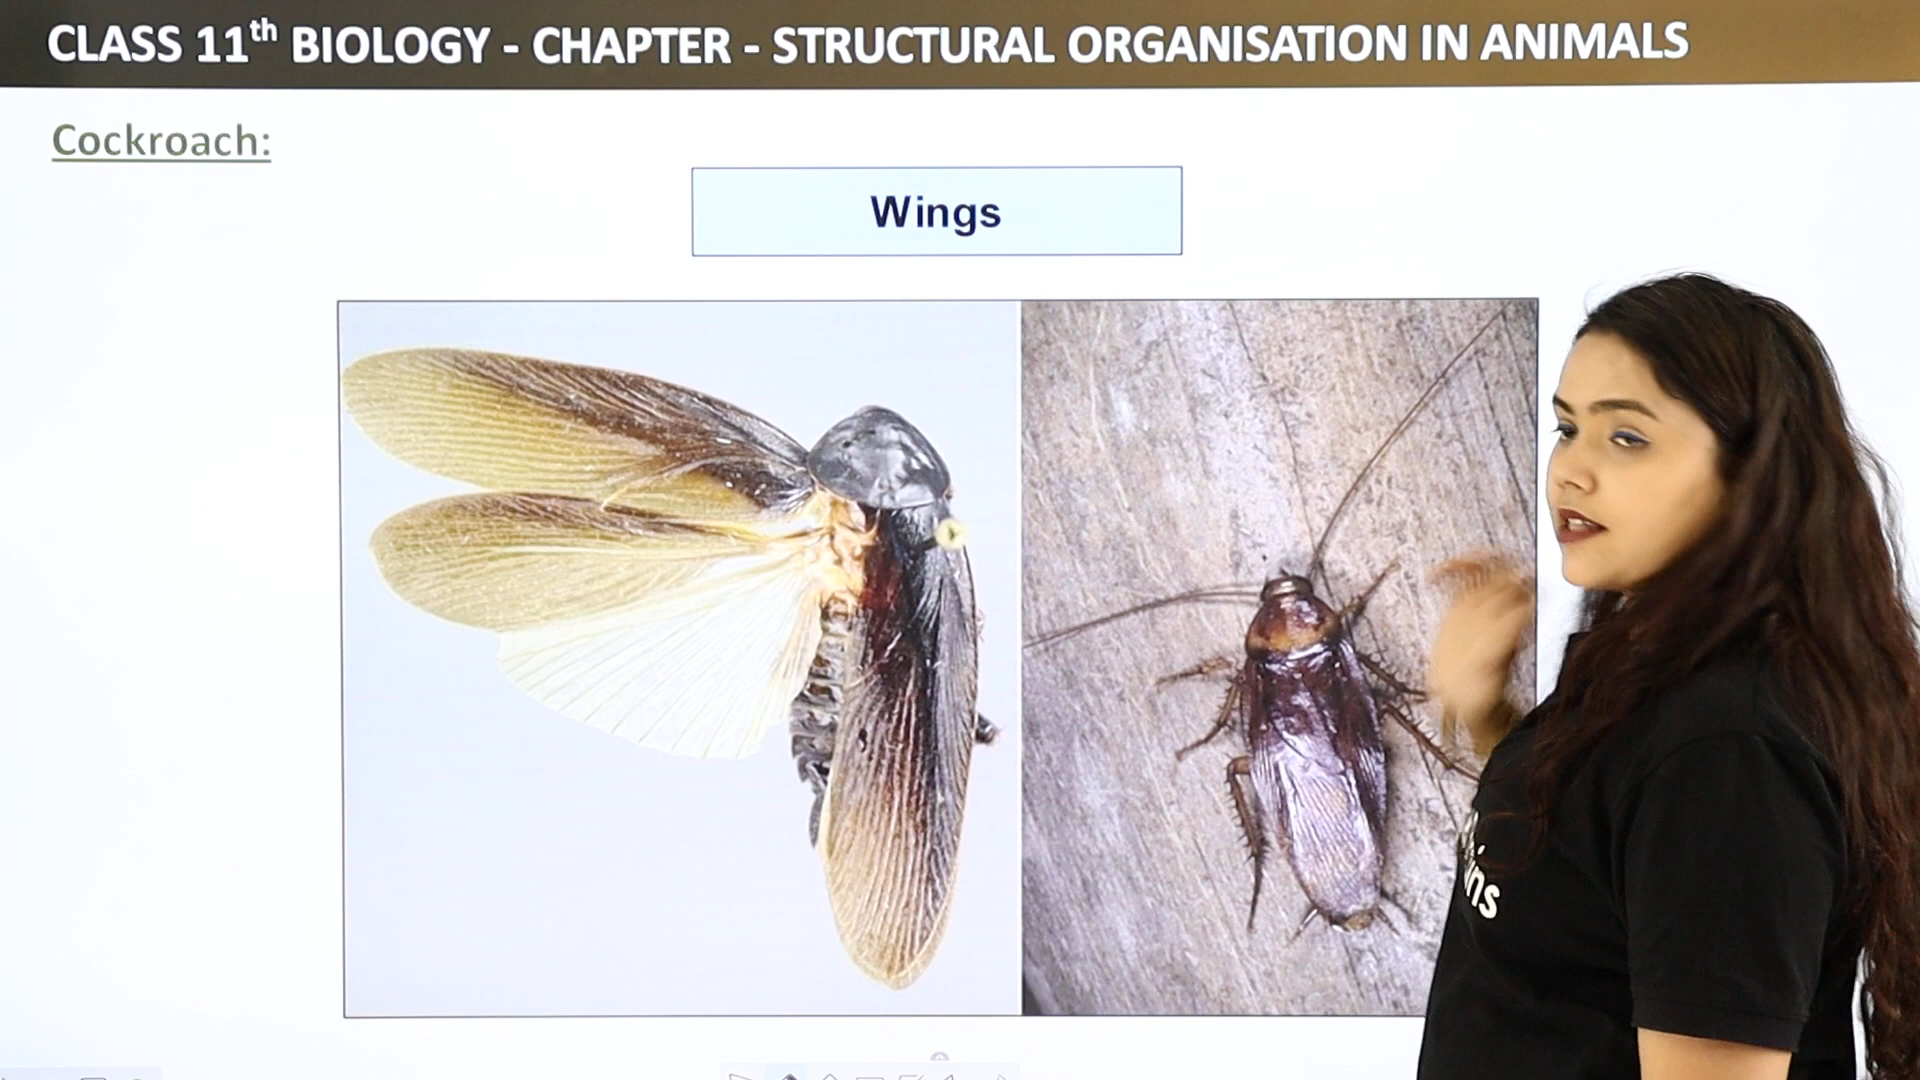 CLASS 11th BIOLOGY - CHAPTER - STRUCTURAL ORGANISATION IN ANIMALS
Cockroach:
Wings